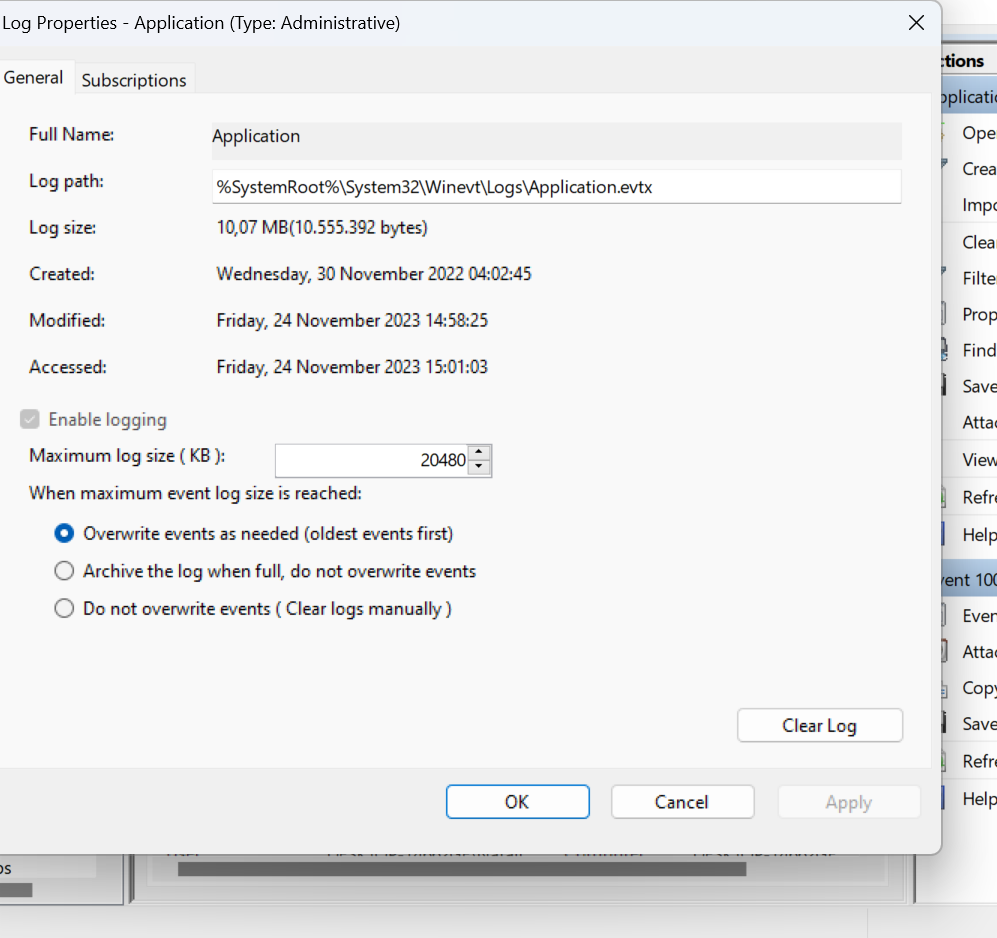 Log Properties - Application (Type: Administrative)
General
Subscriptions
Full Name:
Application
Log path:
%SystemRoot%\System32\Winevt\Logs\Application.evtx
Log size:
10,07 MB(10.555.392 bytes)
Created:
Wednesday, 30 November 2022 04:02:45
Modified:
Friday, 24 November 2023 14:58:25
Accessed:
Friday, 24 November 2023 15:01:03
Enable logging
Maximum log size ( KB ):
20480
When maximum event log size is reached:
Overwrite events as needed (oldest events first)
Archive the log when full, do not overwrite events
Do not overwrite events ( Clear logs manually )
Clear Log
OK
Cancel
Apply
ctions
pplicati
Oper
Crea
Impo
Clear
Filte
Prop
Find
Save
Attac
View
Refre
Help
vent 100
Even
Attac
Copy
Save
Refre
Help